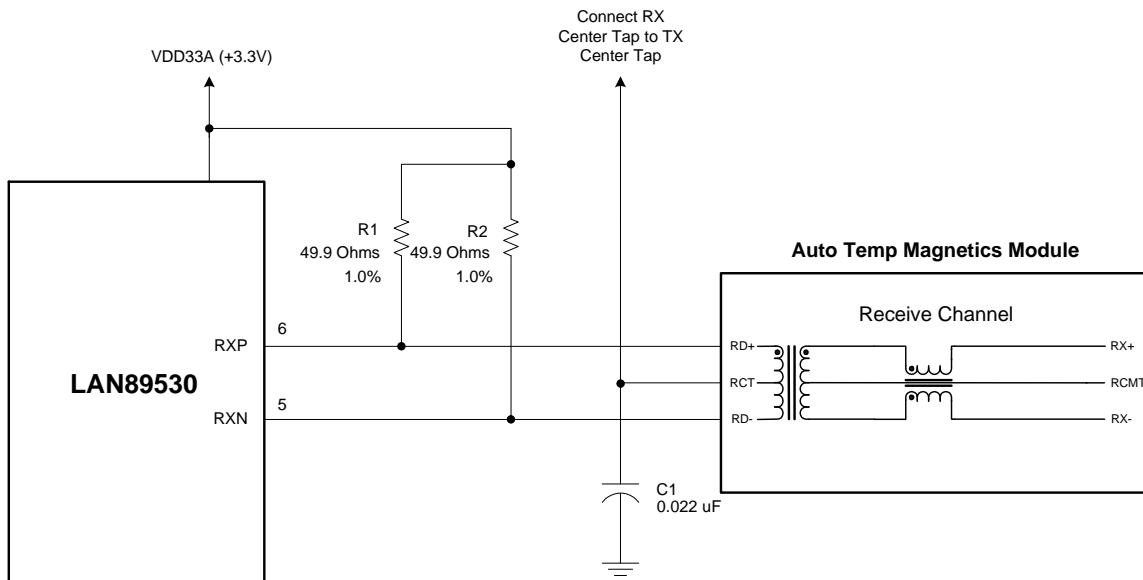 Connect RX
Center Tap to TX
Center Tap
VDD33A (+3.3V)
R1
49.9 Ohms
1.0%
R2
49.9 Ohms
1.0%
Auto Temp Magnetics Module
Receive Channel
6
RXP
RD+
RX+
LAN89530
RCT
RCMT
5
RXN
RD-
RX-
C1
0.022 uF